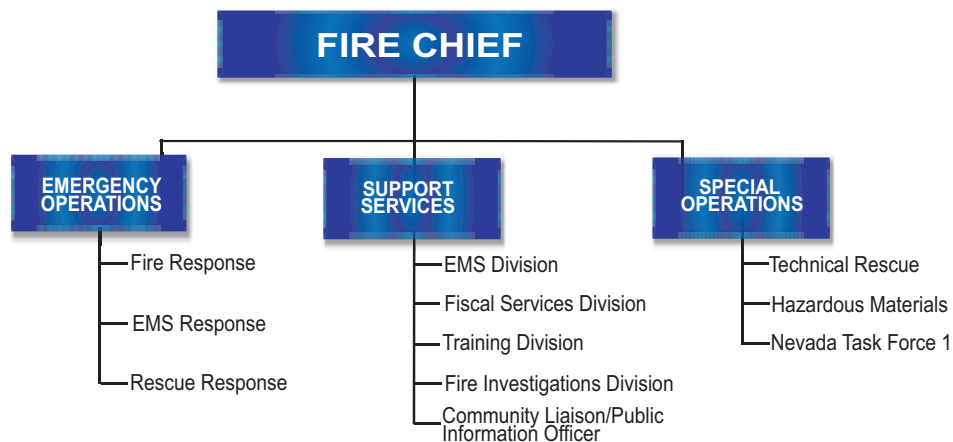 FIRE CHIEF
EMERGENCY
OPERATIONS
Fire Response
EMS Response
Rescue Response
SUPPORT
SERVICES
EMS Division
Fiscal Services Division
Training Division
Fire Investigations Division
Community Liaison/Public
Information Officer
SPECIAL
OPERATIONS
Technical Rescue
Hazardous Materials
Nevada Task Force 1